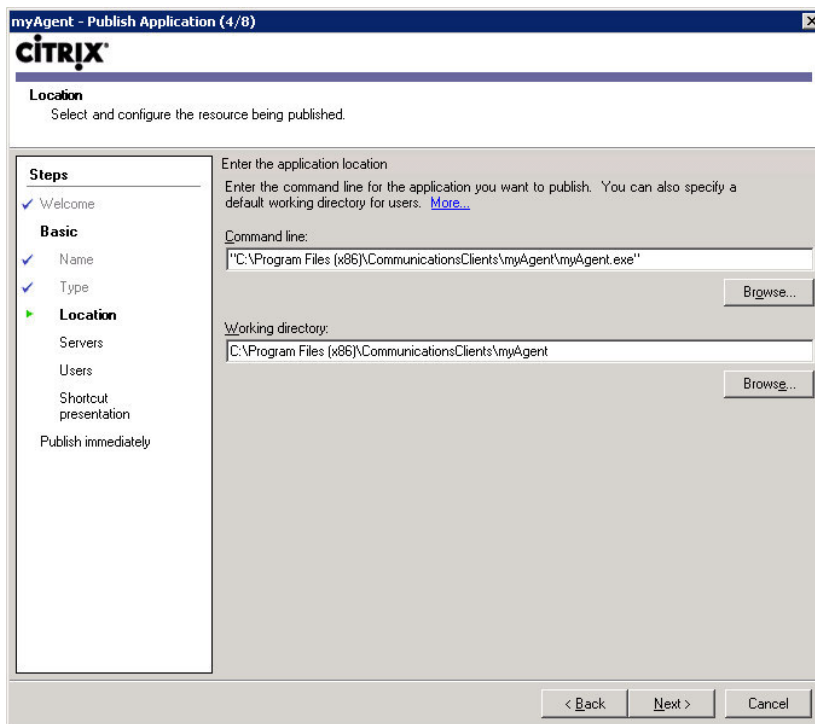 myAgent - Publish Application (4/8)
CITRIX®
Location
Select and configure the resource being published.
Steps
Welcome
Basic
Name
Type
Location
Servers
Users
Shortcut
presentation
Publish immediately
Enter the application location
Enter the command line for the application you want to publish. You can also specify a
default working directory for users. More...
Command line:
"C:\Program Files (x86)\CommunicationsClients\myAgent\myAgent.exe"
Browse...
Working directory:
C:\Program Files (x86)\CommunicationsClients\myAgent
Browse...
< Back
Next >
Cancel